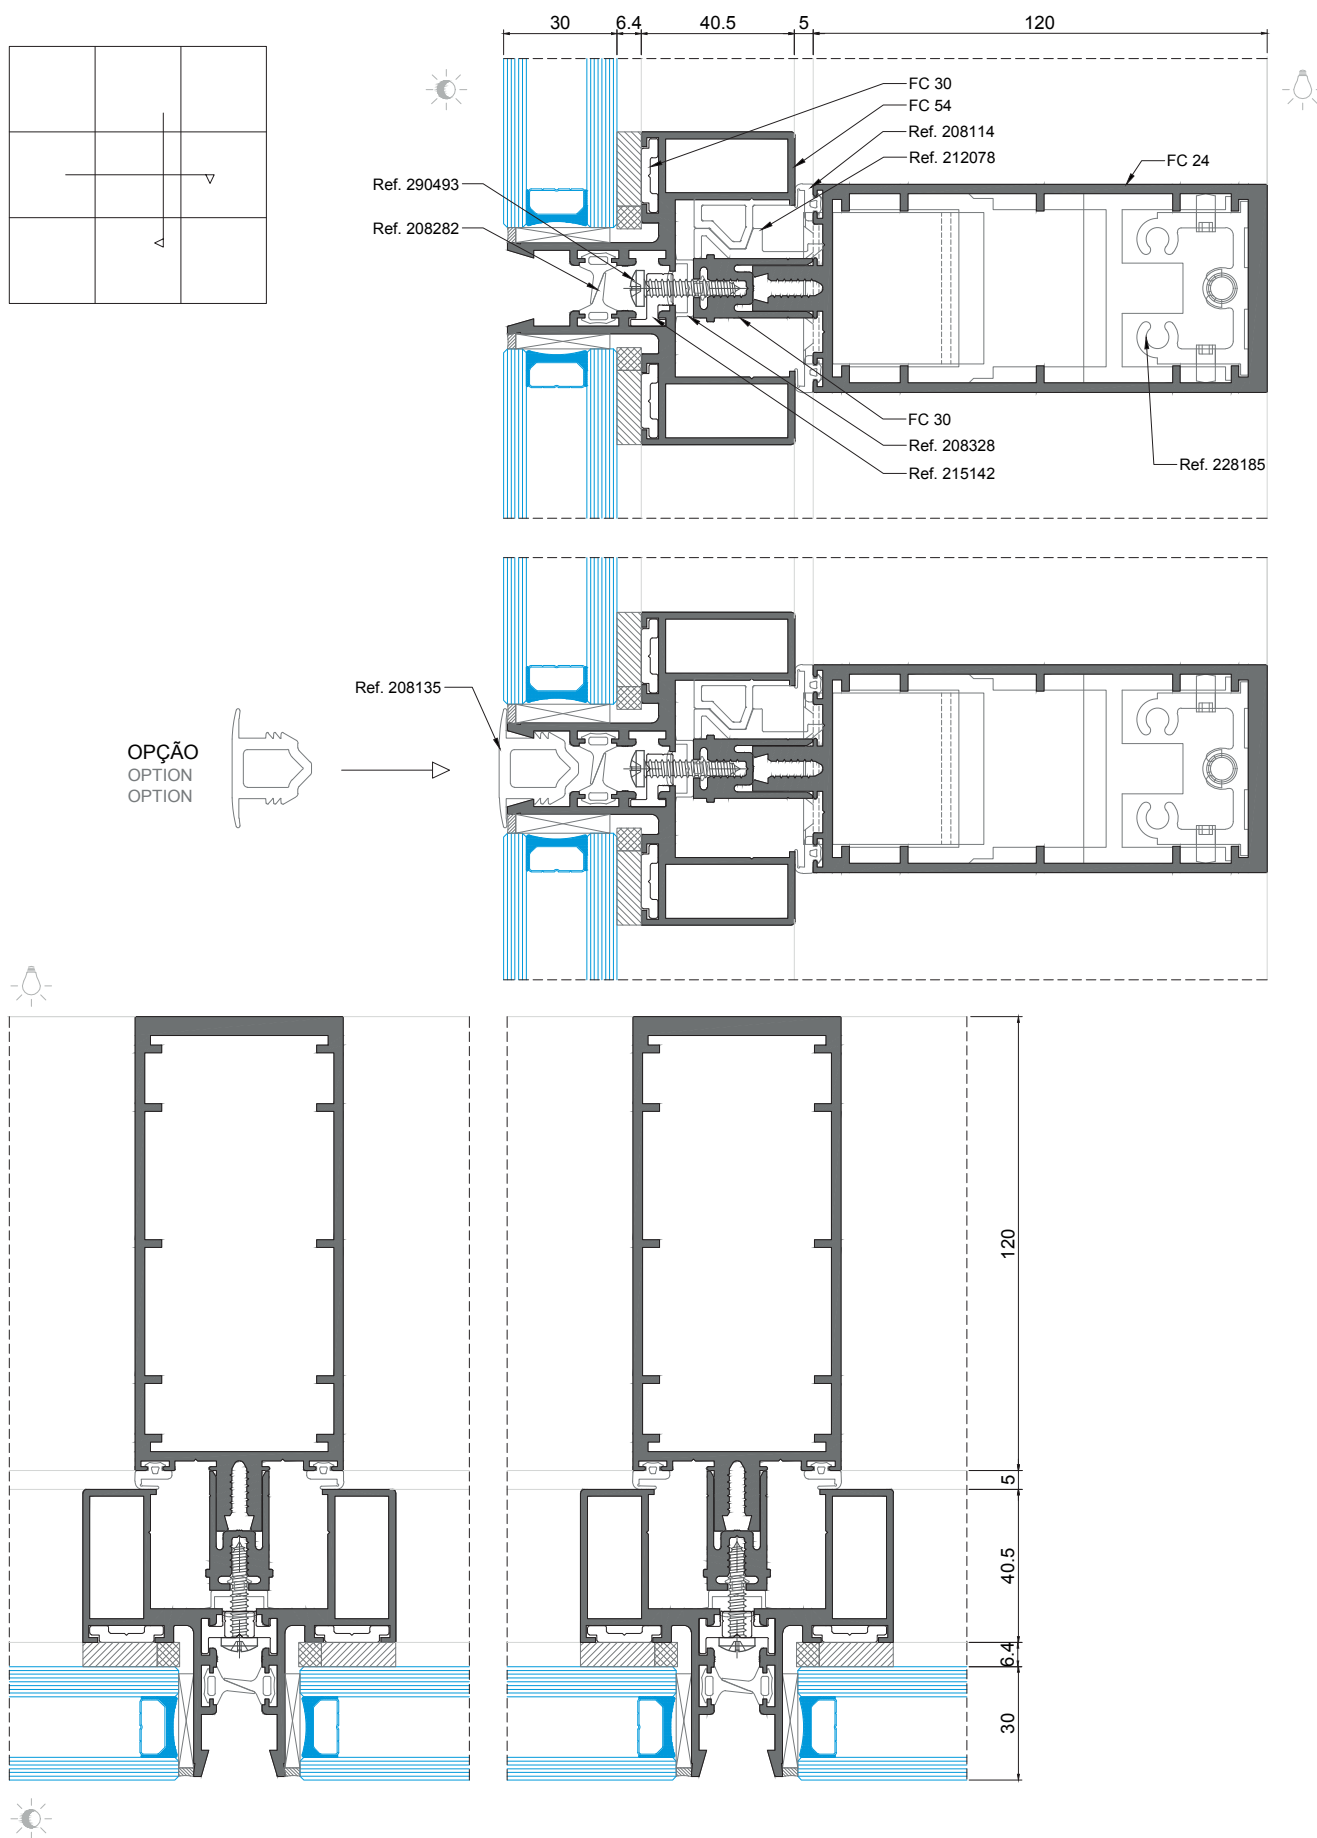 30 6.4 40.5 5 120
FC 30
FC 54
Ref. 208114
Ref. 212078
FC 24
Ref. 290493
Ref. 208282
FC 30
Ref. 208328
Ref. 215142
Ref. 228185
Ref. 208135
OPÇÃO
OPTION
OPTION
120
5
40.5
6.4
30